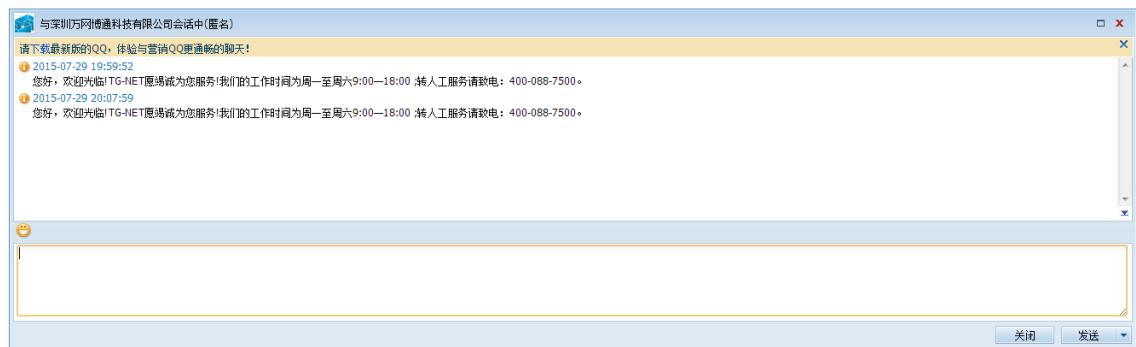 与深圳万网博通科技有限公司会话中(匿名)
请下载最新版的QQ，体验与营销QQ更通畅的聊天!
2015-07-29 19:59:52
您好，欢迎光临!TG-NET愿竭诚为您服务!我们的工作时间为周一至周六9:00—18:00 ;转人工服务请致电：400-088-7500。
2015-07-29 20:07:59
您好，欢迎光临!TG-NET愿竭诚为您服务!我们的工作时间为周一至周六9:00—18:00 ;转人工服务请致电：400-088-7500。
关闭
发送